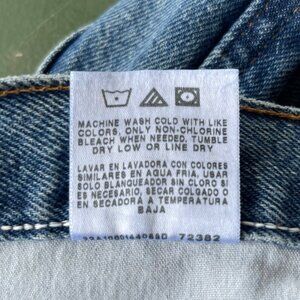 MACHINE WASH COLD WITH LIKE
COLORS, ONLY NON-CHLORINE
BLEACH WHEN NEEDED, TUMBLE
DRY LOW OR LINE DRY
LAVAR EN LAVADORA CON COLORES
SIMILARES EN AGUA FRIA, USAR
SOLO BLANQUEADOR SIN CLORO SI
ES NECESARIO, SECAR COLGADO O
EN SECADORA A TEMPERATURA
BAJA
72382